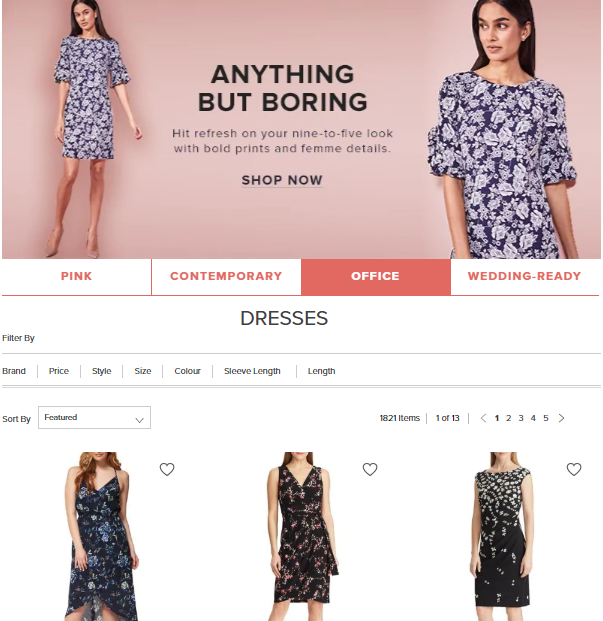 ANYTHING
BUT BORING
Hit refresh on your nine-to-five look
with bold prints and femme details.
SHOP NOW
PINK CONTEMPORARY OFFICE WEDDING-READY
DRESSES
Filter By
Brand Price Style Size Colour Sleeve Length Length
Sort By Featured 1821 Items 1 of 13 1 2 3 4 5